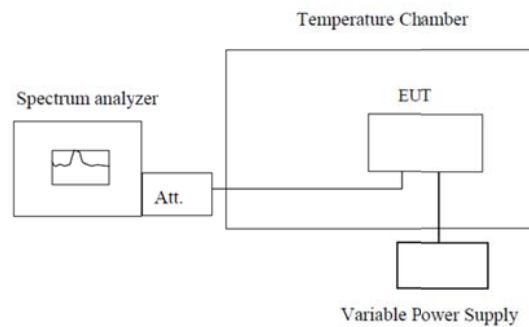 Temperature Chamber
Spectrum analyzer
EUT
Att.
Variable Power Supply